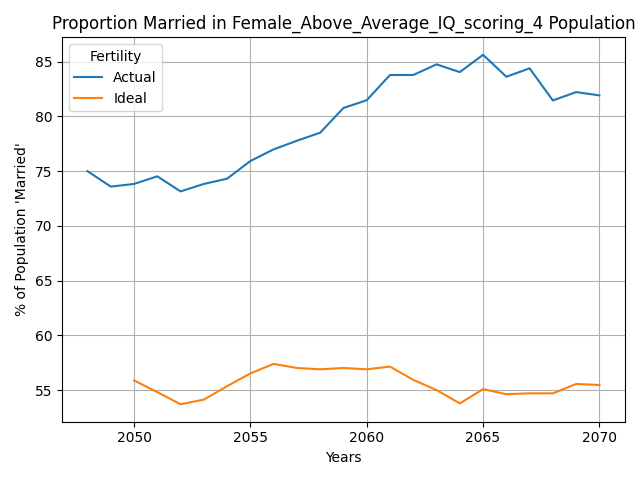 Proportion Married in Female_Above_Average_IQ_scoring_4 Population
Fertility
Actual
Ideal
% of Population 'Married'
85
80
75
70
65
60
55
2050 2055 2060 2065 2070
Years